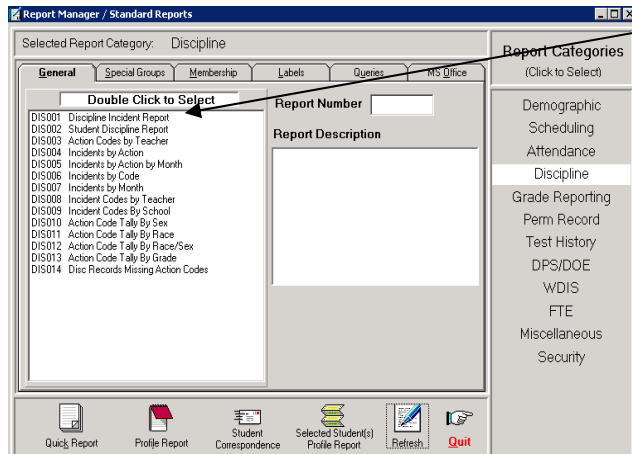 Report Manager / Standard Reports
Selected Report Category: Discipline
General Special Groups Membership Labels Queries MS Office
Double Click to Select
DIS001 Discipline Incident Report
DIS002 Student Discipline Report
DIS003 Action Codes by Teacher
DIS004 Incidents by Action
DIS005 Incidents by Action by Month
DIS006 Incidents by Code
DIS007 Incidents by Month
DIS008 Incident Codes by Teacher
DIS009 Incident Codes By School
DIS010 Action Code Tally By Sex
DIS011 Action Code Tally By Race
DIS012 Action Code Tally By Race/Sex
DIS013 Action Code Tally By Grade
DIS014 Disc Records Missing Action Codes
Report Number
Report Description
Report Categories
(Click to Select)
Demographic
Scheduling
Attendance
Discipline
Grade Reporting
Perm Record
Test History
DPS/DOE
WDIS
FTE
Miscellaneous
Security
Quick Report
Profile Report
Student
Correspondence
Selected Student(s)
Profile Report
Refresh
Quit